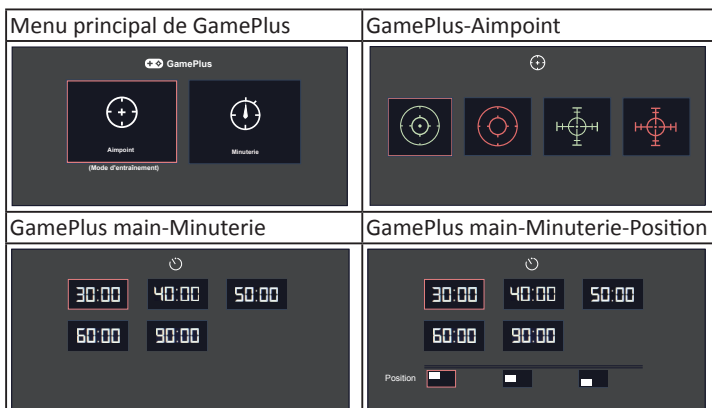 Menu principal de GamePlus
GamePlus-Aimpoint
GamePlus
Aimpoint
Minuterie
(Mode d'entraînement)
GamePlus main-Minuterie
GamePlus main-Minuterie-Position
30:00 40:00 50:00
60:00 90:00
30:00 40:00 50:00
60:00 90:00
Position